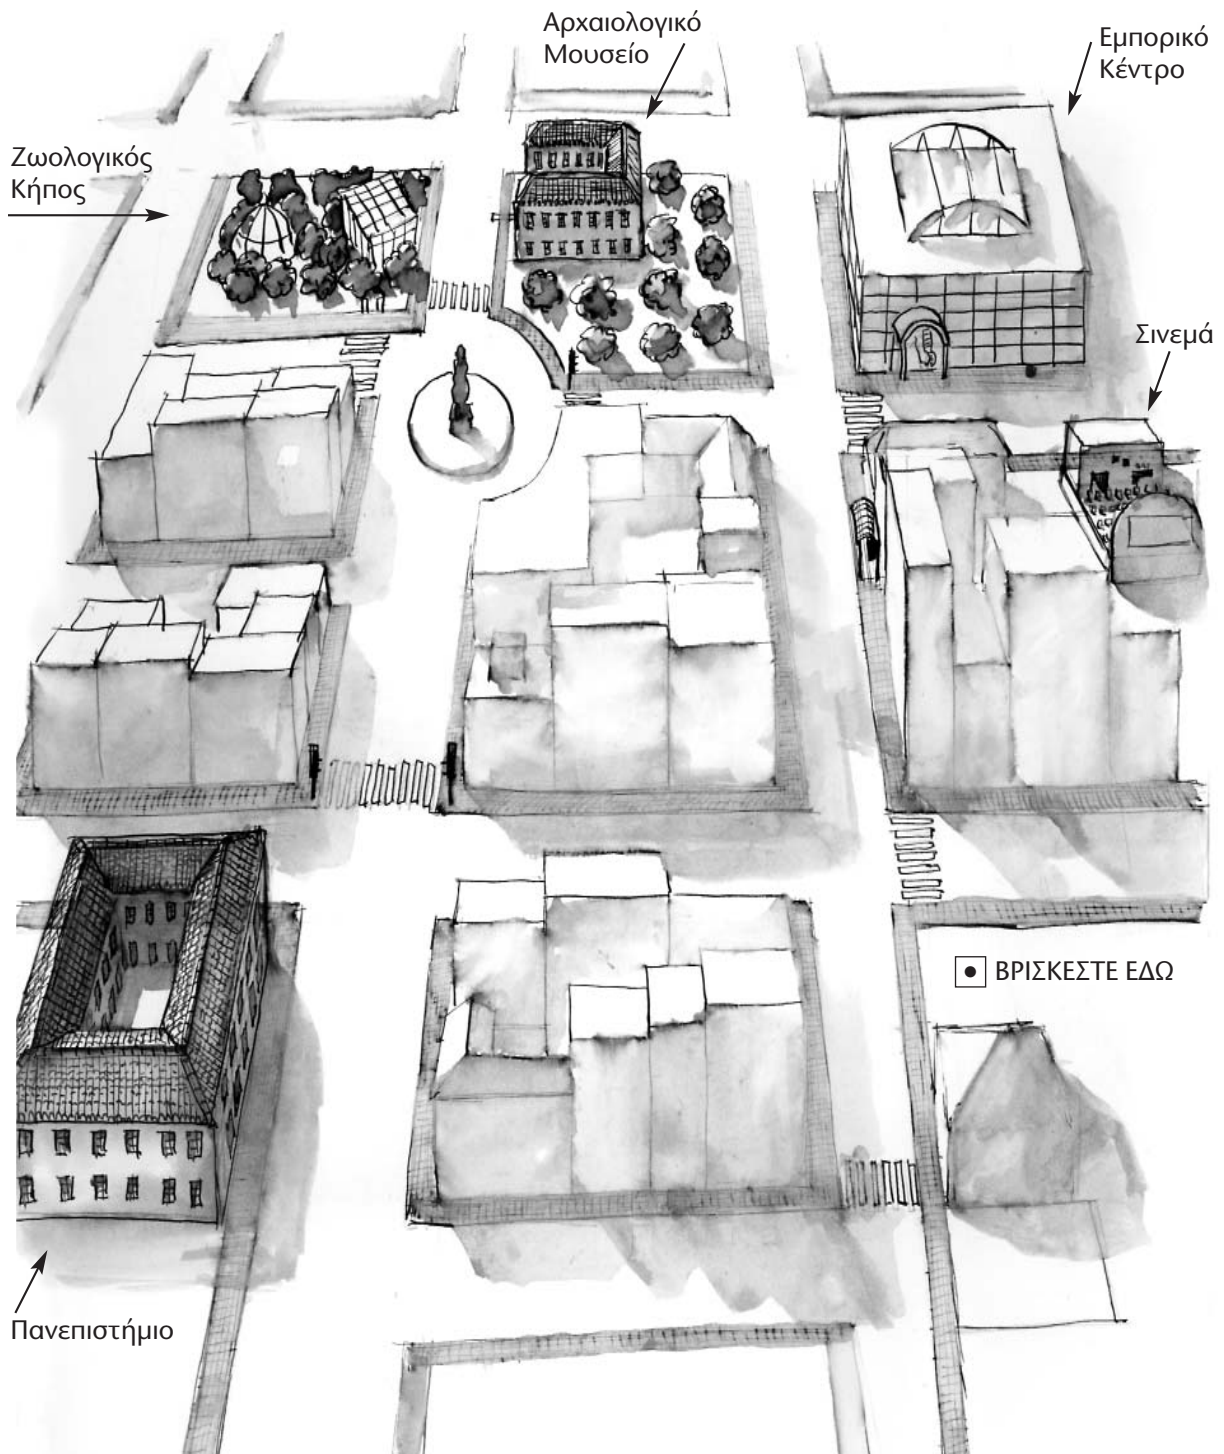 Αρχαιολογικό
Μουσείο
Εμπορικό
Κέντρο
Ζωολογικός
Κήπος
Σινεμά
ΒΡΙΣΚΕΣΤΕ ΕΔΩ
Πανεπιστήμιο